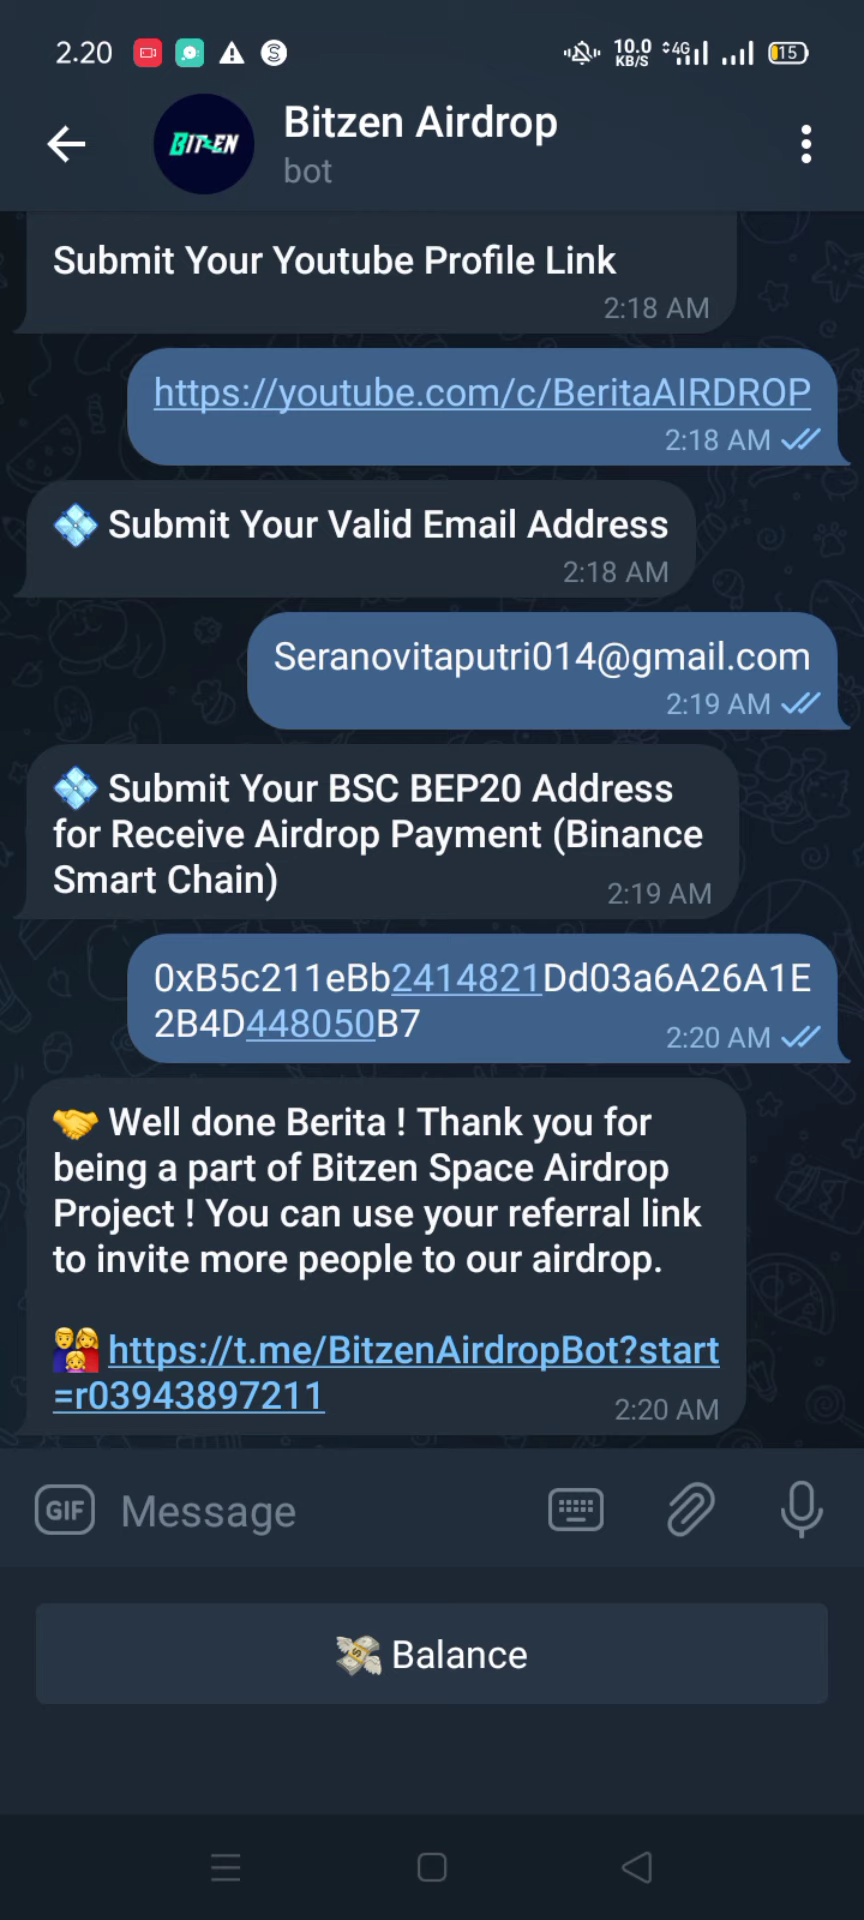 2.20
10.0
KB/S
4G
15
BITZEN
Bitzen Airdrop
bot
Submit Your Youtube Profile Link
2:18 AM
https://youtube.com/c/BeritaAIRDROP
2:18 AM
Submit Your Valid Email Address
2:18 AM
Seranovitaputri014@gmail.com
2:19 AM
Submit Your BSC BEP20 Address
for Receive Airdrop Payment (Binance
Smart Chain)
2:19 AM
0xB5c211eBb2414821Dd03a6A26A1E
2B4D448050B7
2:20 AM
Well done Berita ! Thank you for
being a part of Bitzen Space Airdrop
Project ! You can use your referral link
to invite more people to our airdrop.
https://t.me/BitzenAirdropBot?start
=r03943897211
2:20 AM
GIF
Message
Balance